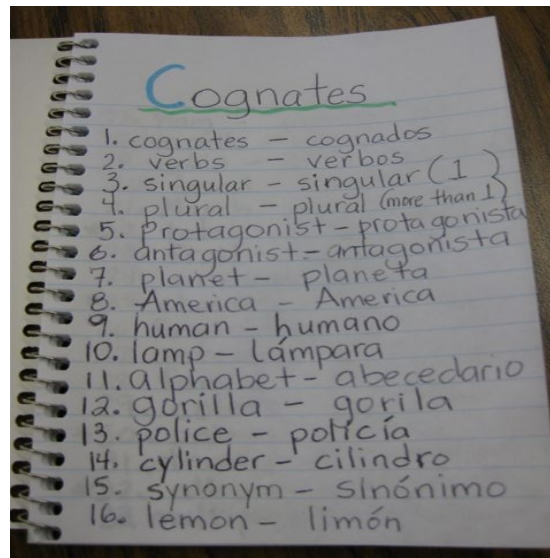 Cognates
1. cognates - cognados
2. verbs - verbos
3. singular - singular (1)
4. plural - plural (more than 1)
5. Protagonist - protagonista
6. antagonist - antagonista
7. planet - planeta
8. America - America
9. human - humano
10. lamp - lámpara
11. alphabet - abecedario
12. gorilla - gorila
13. police - policía
14. cylinder - cilindro
15. synonym - sinónimo
16. lemon - limón